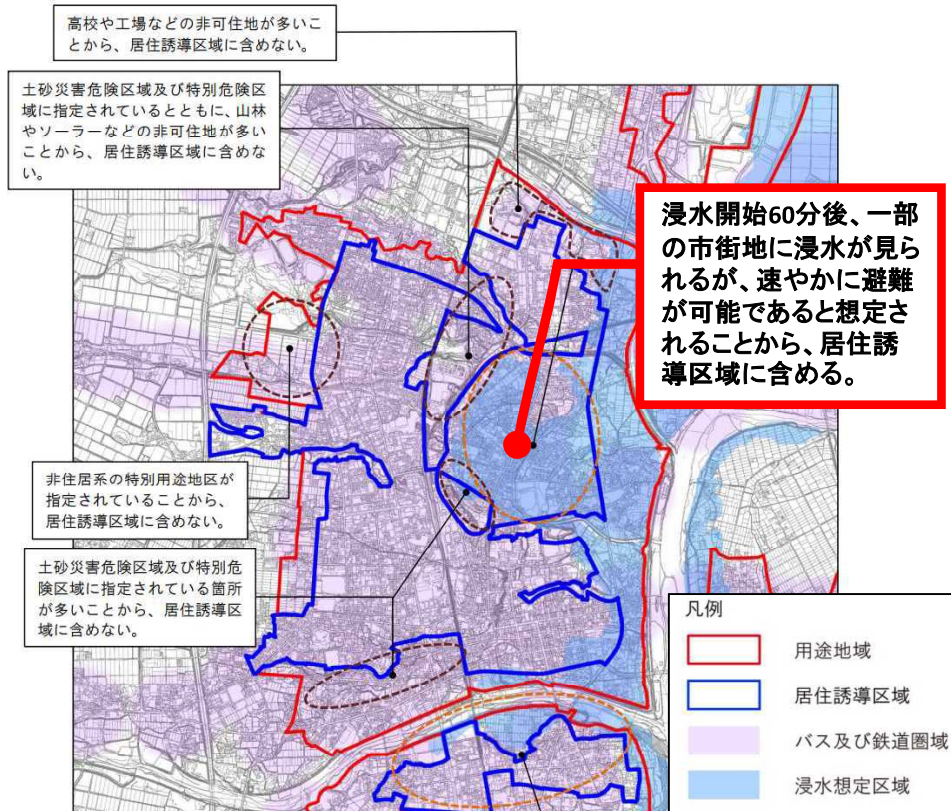 高校や工場などの非可住地が多いこ
とから、居住誘導区域に含めない。
土砂災害危険区域及び特別危険区
域に指定されているとともに、山林
やソーラーなどの非可住地が多い
ことから、居住誘導区域に含めな
い。
浸水開始60分後、一部
の市街地に浸水が見ら
れるが、速やかに避難
が可能であると想定さ
れることから、居住誘
導区域に含める。
非住居系の特別用途地区が
指定されていることから、
居住誘導区域に含めない。
土砂災害危険区域及び特別危
険区域に指定されている箇所
が多いことから、居住誘導区
域に含めない。
凡例
用途地域
居住誘導区域
バス及び鉄道圏域
浸水想定区域